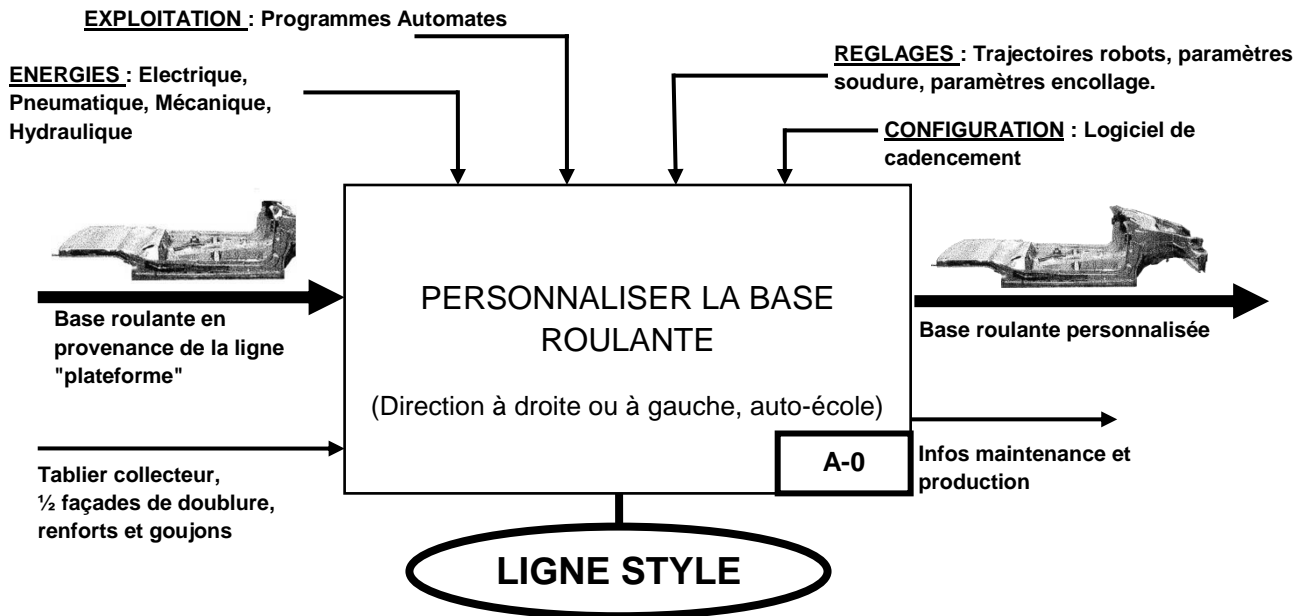 EXPLOITATION : Programmes Automates
ENERGIES : Electrique,
Pneumatique, Mécanique,
Hydraulique
REGLAGES : Trajectoires robots, paramètres
soudure, paramètres encollage.
CONFIGURATION : Logiciel de
cadencement
PERSONNALISER LA BASE
ROULANTE
(Direction à droite ou à gauche, auto-école)
A-0
Base roulante en
provenance de la ligne
"plateforme"
Base roulante personnalisée
Tablier collecteur,
½ façades de doublure,
renforts et goujons
Infos maintenance et
production
LIGNE STYLE